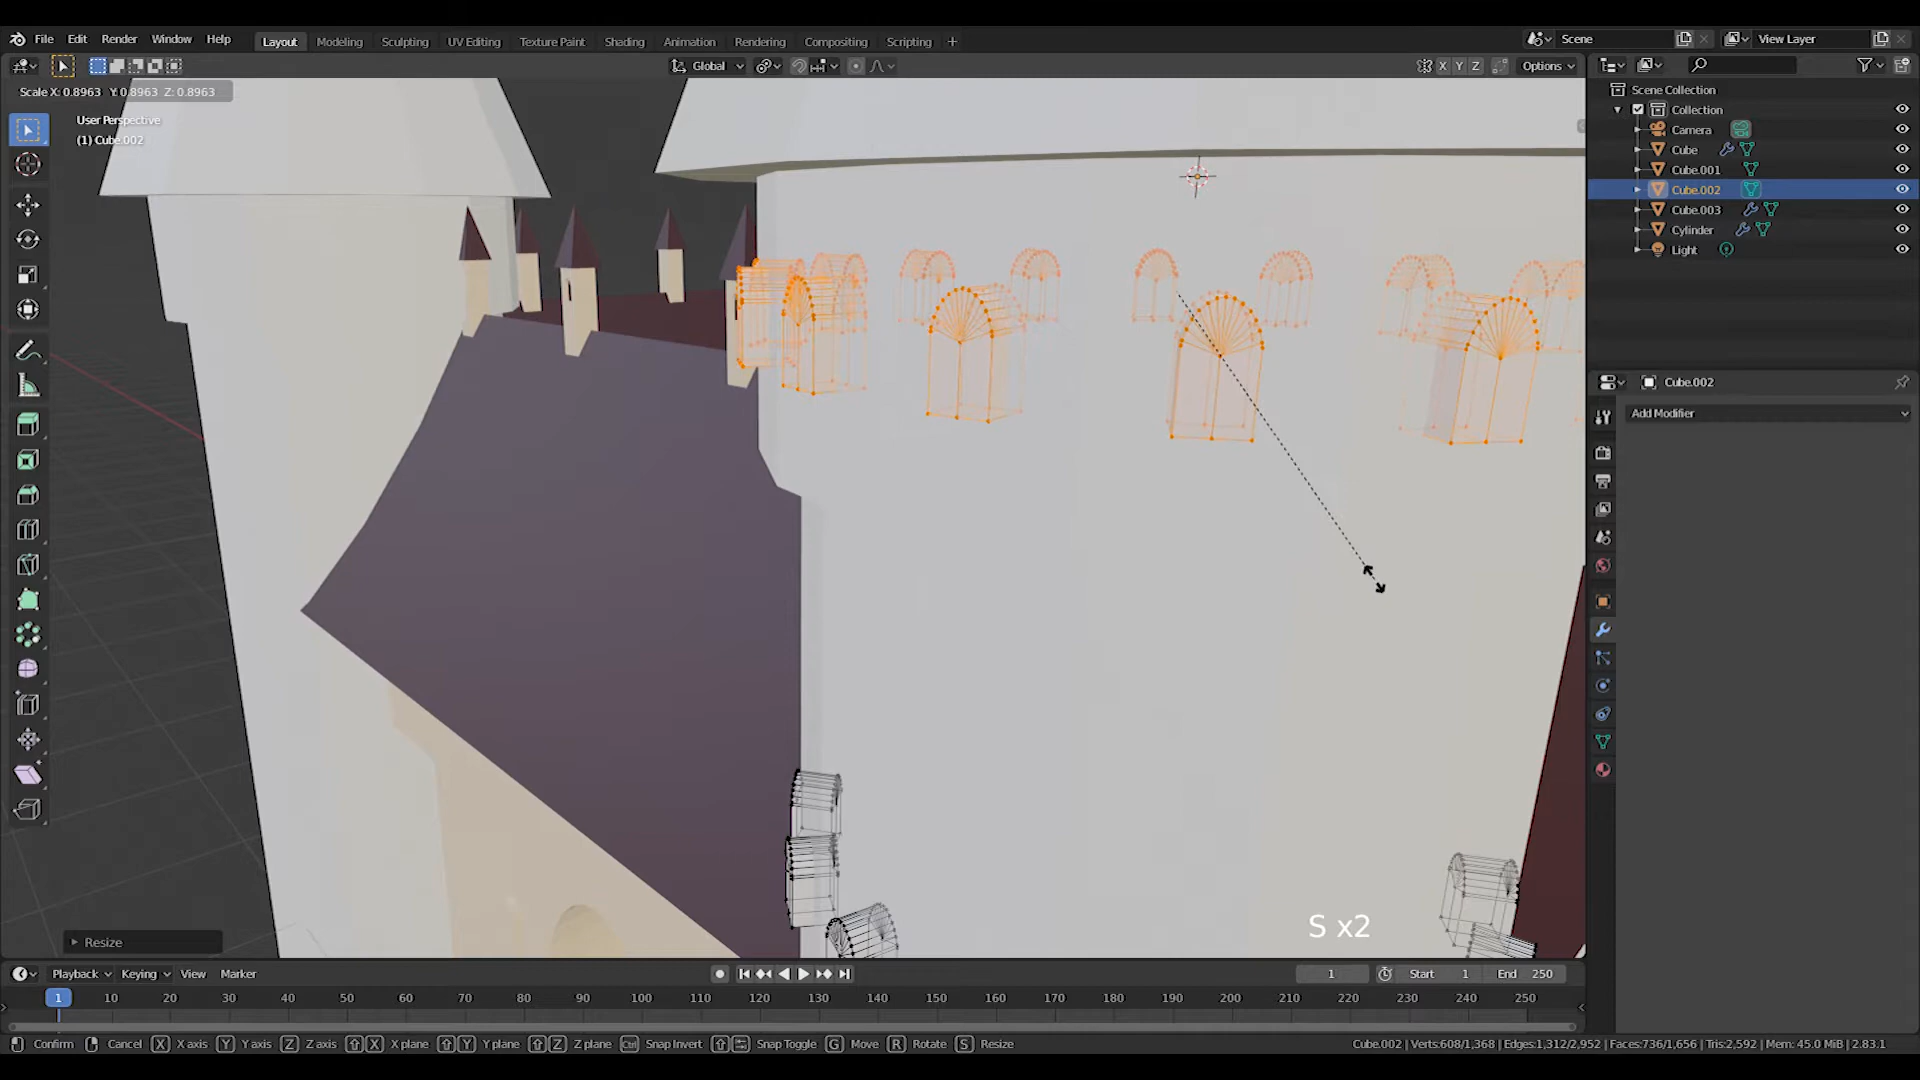 File Edit Render Window Help Layout Modeling Sculpting UV Editing Texture Paint Shading Animation Rendering Compositing Scripting + Scene View Layer
Global X Y Z Options
Scale X: 0.8963 Y: 0.8963 Z: 0.8963
User Perspective
(1) Cube.002
Scene Collection
Collection
Camera
Cube
Cube.001
Cube.002
Cube.003
Cylinder
Light
Cube.002
Add Modifier
S x2
Resize
Playback Keying View Marker 1 Start 1 End 250
1 10 20 30 40 50 60 70 80 90 100 110 120 130 140 150 160 170 180 190 200 210 220 230 240 250
Confirm Cancel X X axis Y Y axis Z Z axis X X plane Y Y plane Z Z plane Ctrl Snap Invert Snap Toggle G Move R Rotate S Resize Cube.002 | Verts:608/1,368 | Edges:1,312/2,952 | Faces:736/1,656 | Tris:2,592 | Mem: 45.0 MiB | 2.83.1